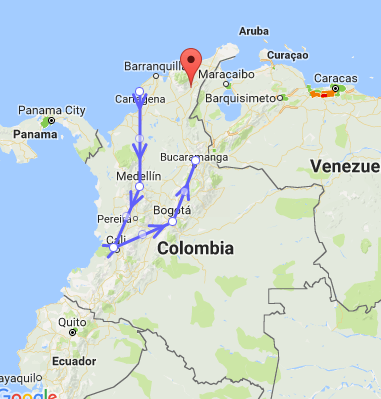 Aruba
Curaçao
Barranquilla
Maracaibo
Caracas
Cartagena
Barquisimeto
Panama City
Panama
Bucaramanga
Venezue
Medellín
Pereira
Bogotá
Cali
Colombia
Quito
Ecuador
ayaquil
Google